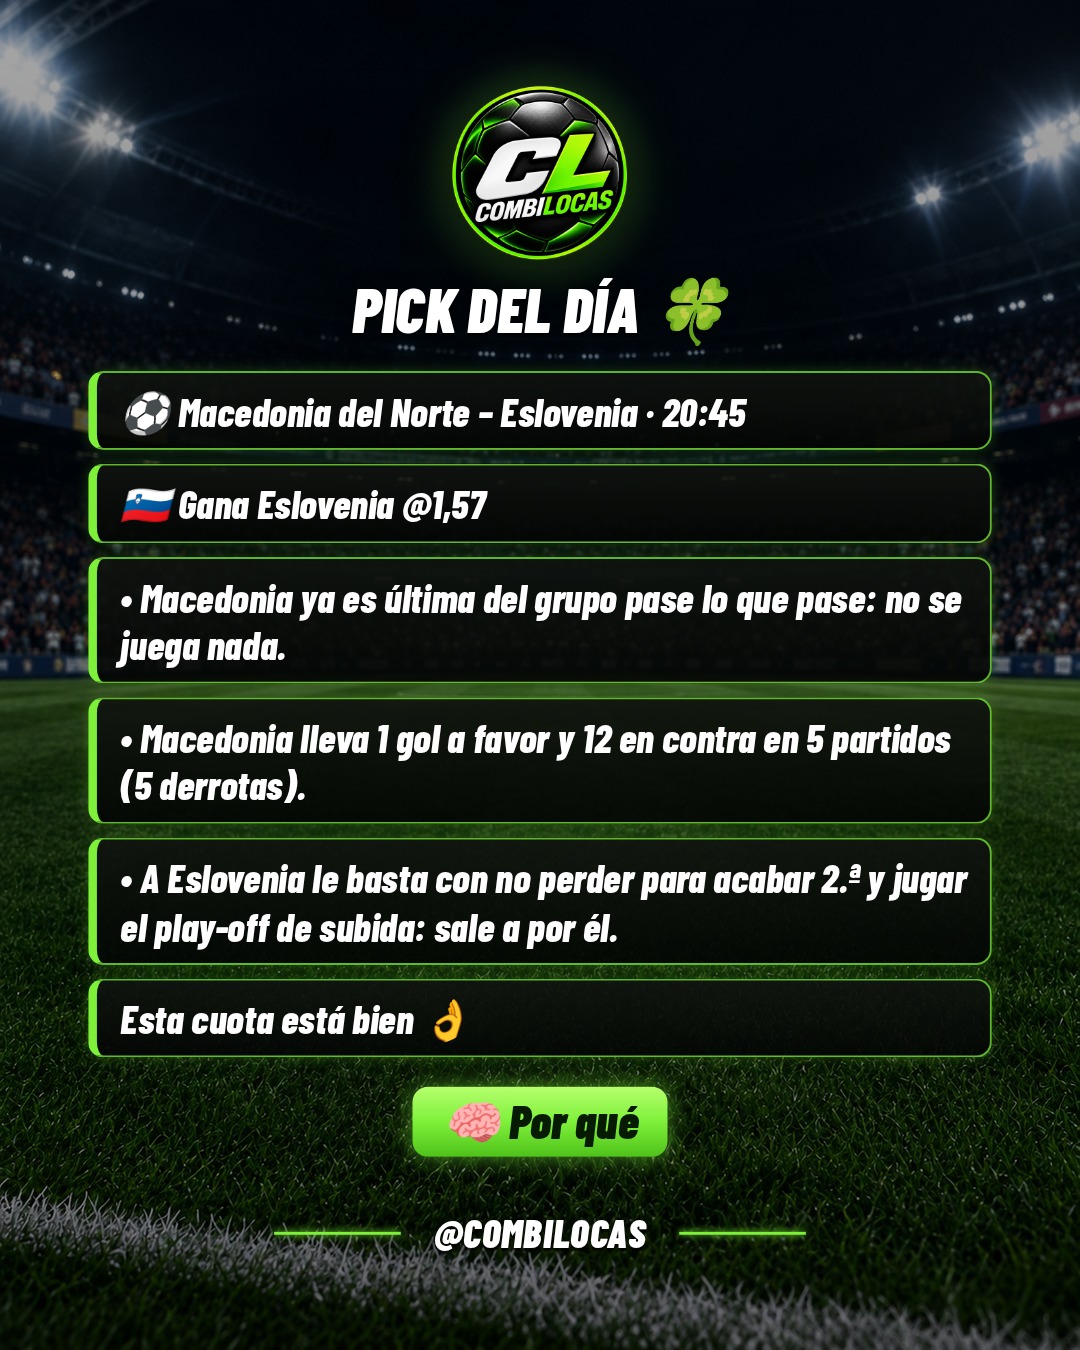 CL
COMBILOCAS
PICK DEL DÍA 🍀
⚽ Macedonia del Norte - Eslovenia · 20:45
🇸🇮 Gana Eslovenia @1,57
• Macedonia ya es última del grupo pase lo que pase: no se
juega nada.
• Macedonia lleva 1 gol a favor y 12 en contra en 5 partidos
(5 derrotas).
• A Eslovenia le basta con no perder para acabar 2.ª y jugar
el play-off de subida: sale a por él.
Esta cuota está bien 👌
🧠 Por qué
@COMBILOCAS